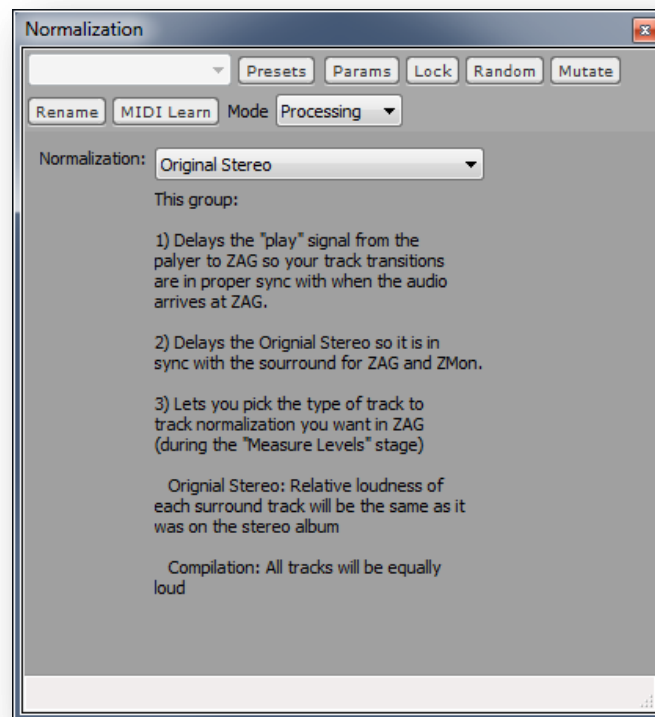 Normalization
Presets Params Lock Random Mutate
Rename MIDI Learn Mode Processing
Normalization: Original Stereo
This group:
1) Delays the "play" signal from the
palyer to ZAG so your track transitions
are in proper sync with when the audio
arrives at ZAG.
2) Delays the Orignial Stereo so it is in
sync with the sourround for ZAG and ZMon.
3) Lets you pick the type of track to
track normalization you want in ZAG
(during the "Measure Levels" stage)
Orignial Stereo: Relative loudness of
each surround track will be the same as it
was on the stereo album
Compilation: All tracks will be equally
loud